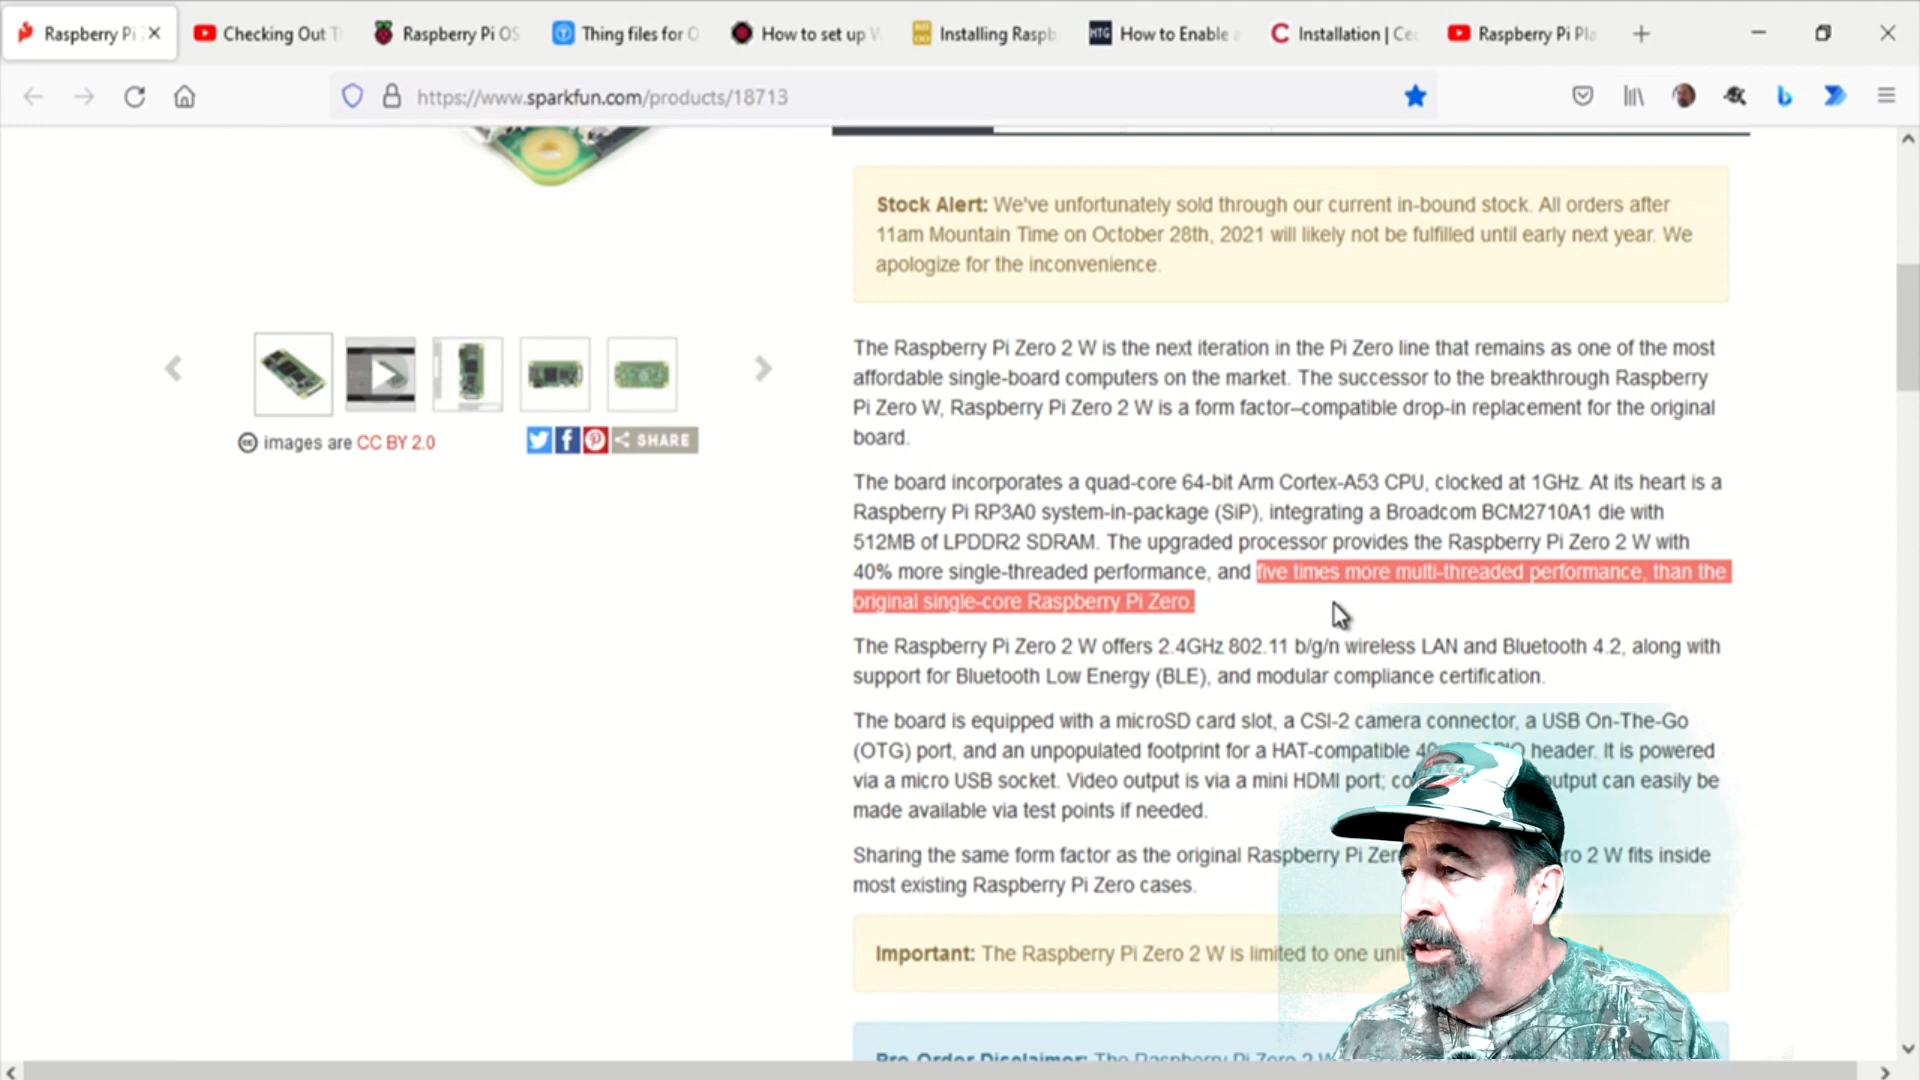 Raspberry Pi
Checking Out T
Raspberry Pi OS
Thing files for
How to set up
Installing Raspb
HTG How to Enable
Installation | Ce
Raspberry Pi Pla
https://www.sparkfun.com/products/18713
Stock Alert: We've unfortunately sold through our current in-bound stock. All orders after
11am Mountain Time on October 28th, 2021 will likely not be fulfilled until early next year. We
apologize for the inconvenience.
images are CC BY 2.0
SHARE
The Raspberry Pi Zero 2 W is the next iteration in the Pi Zero line that remains as one of the most
affordable single-board computers on the market. The successor to the breakthrough Raspberry
Pi Zero W, Raspberry Pi Zero 2 W is a form factor–compatible drop-in replacement for the original
board.
The board incorporates a quad-core 64-bit Arm Cortex-A53 CPU, clocked at 1GHz. At its heart is a
Raspberry Pi RP3A0 system-in-package (SiP), integrating a Broadcom BCM2710A1 die with
512MB of LPDDR2 SDRAM. The upgraded processor provides the Raspberry Pi Zero 2 W with
40% more single-threaded performance, and five times more multi-threaded performance, than the
original single-core Raspberry Pi Zero.
The Raspberry Pi Zero 2 W offers 2.4GHz 802.11 b/g/n wireless LAN and Bluetooth 4.2, along with
support for Bluetooth Low Energy (BLE), and modular compliance certification.
The board is equipped with a microSD card slot, a CSI-2 camera connector, a USB On-The-Go
(OTG) port, and an unpopulated footprint for a HAT-compatible 40 header. It is powered
via a micro USB socket. Video output is via a mini HDMI port; output can easily be
made available via test points if needed.
Sharing the same form factor as the original Raspberry Pi Zero 2 W fits inside
most existing Raspberry Pi Zero cases.
Important: The Raspberry Pi Zero 2 W is limited to one
Pre-Order Disclaimer: The Raspberry Pi Zero 2 W